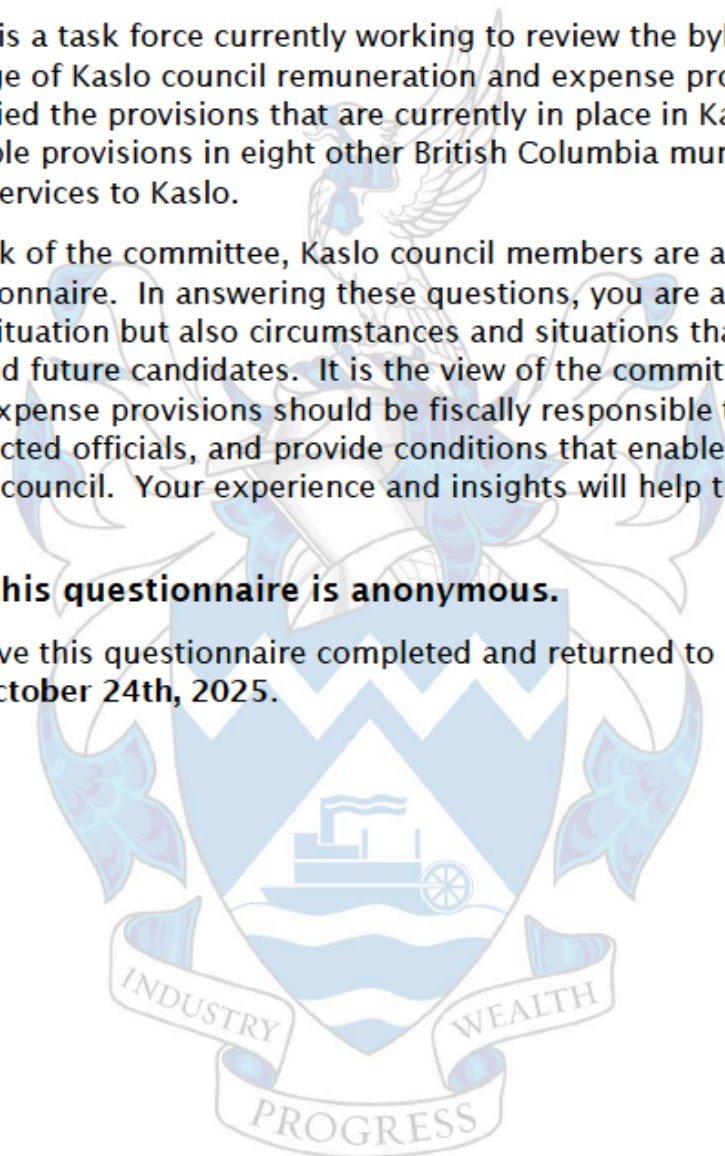 is a task force currently working to review the byl
ge of Kaslo council remuneration and expense pro
ied the provisions that are currently in place in Ka
ble provisions in eight other British Columbia mun
services to Kaslo.
k of the committee, Kaslo council members are a
onnaire. In answering these questions, you are a
situation but also circumstances and situations tha
d future candidates. It is the view of the committ
xpense provisions should be fiscally responsible t
cted officials, and provide conditions that enable
council. Your experience and insights will help t
this questionnaire is anonymous.
ve this questionnaire completed and returned to
ctober 24th, 2025.
INDUSTRY
WEALTH
PROGRESS